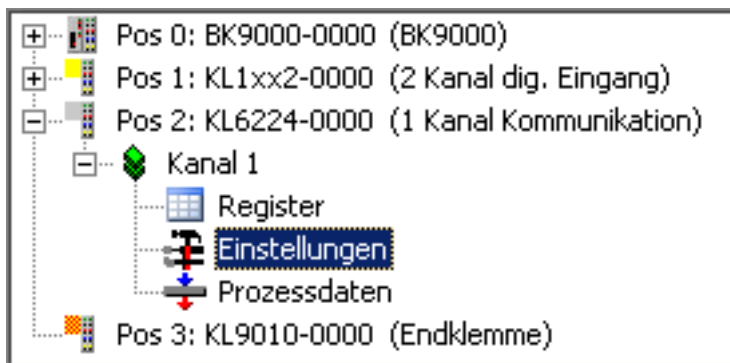 Pos 0: BK9000-0000 (BK9000)
Pos 1: KL1xx2-0000 (2 Kanal dig. Eingang)
Pos 2: KL6224-0000 (1 Kanal Kommunikation)
Kanal 1
Register
Einstellungen
Prozessdaten
Pos 3: KL9010-0000 (Endklemme)